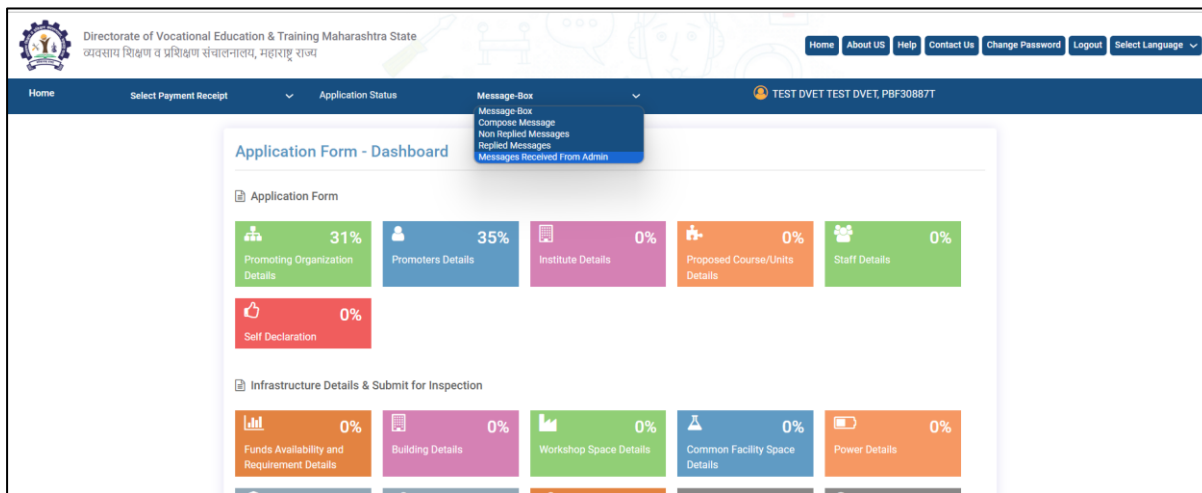 Directorate of Vocational Education & Training Maharashtra State
व्यवसाय शिक्षण व प्रशिक्षण संचालनालय, महाराष्ट्र राज्य
Home About US Help Contact Us Change Password Logout Select Language
Home Select Payment Receipt Application Status Message-Box TEST DVET TEST DVET, PBF30887T
Message-Box
Compose Message
Non Replied Messages
Replied Messages
Messages Received From Admin
Application Form - Dashboard
Application Form
31% 35% 0% 0% 0%
Promoting Organization Details
Promoters Details
Institute Details
Proposed Course/Units Details
Staff Details
0%
Self Declaration
Infrastructure Details & Submit for Inspection
0% 0% 0% 0% 0%
Funds Availability and Requirement Details
Building Details
Workshop Space Details
Common Facility Space Details
Power Details